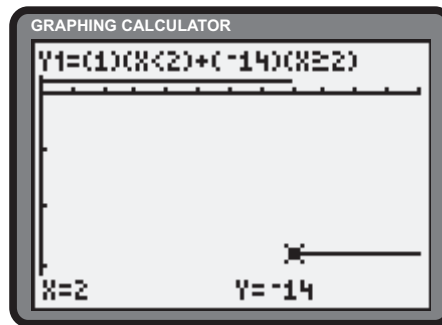 GRAPHING CALCULATOR
Y1=(1)(X<2)+(-14)(X≥2)
X=2 Y=-14